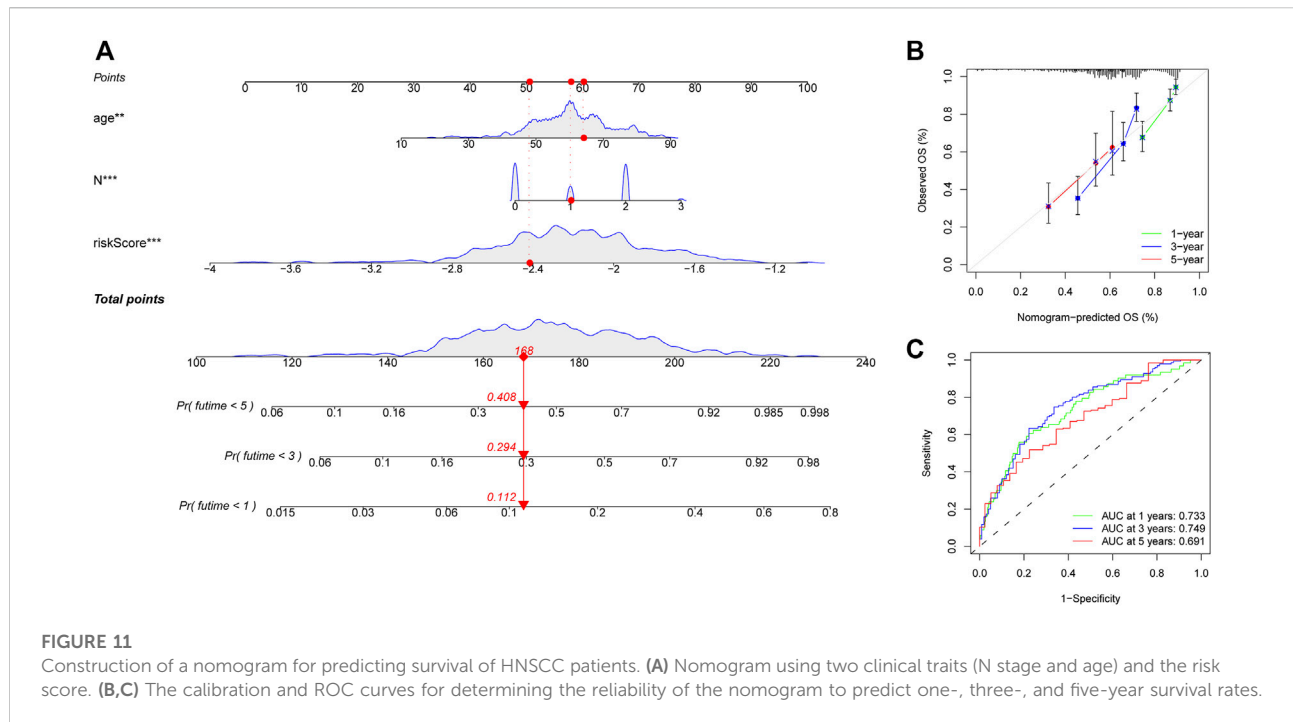 A
Points
0 10 20 30 40 50 60 70 80 90 100
age**
10 30 50 70 90
N***
0 1 2 3
riskScore***
−4 −3.6 −3.2 −2.8 −2.4 −2 −1.6 −1.2
Total points
168
100 120 140 160 180 200 220 240
0.408
Pr( futime < 5 )
0.06 0.1 0.16 0.3 0.5 0.7 0.92 0.985 0.998
0.294
Pr( futime < 3 )
0.06 0.1 0.16 0.3 0.5 0.7 0.92 0.98
0.112
Pr( futime < 1 )
0.015 0.03 0.06 0.1 0.2 0.4 0.6 0.8
B
Observed OS (%)
1.0
0.8
0.6
0.4
0.2
0.0
1−year
3−year
5−year
0.0 0.2 0.4 0.6 0.8 1.0
Nomogram−predicted OS (%)
C
Sensitivity
1.0
0.8
0.6
0.4
0.2
0.0
AUC at 1 years: 0.733
AUC at 3 years: 0.749
AUC at 5 years: 0.691
0.0 0.2 0.4 0.6 0.8 1.0
1−Specificity
FIGURE 11
Construction of a nomogram for predicting survival of HNSCC patients. (A) Nomogram using two clinical traits (N stage and age) and the risk
score. (B,C) The calibration and ROC curves for determining the reliability of the nomogram to predict one-, three-, and five-year survival rates.